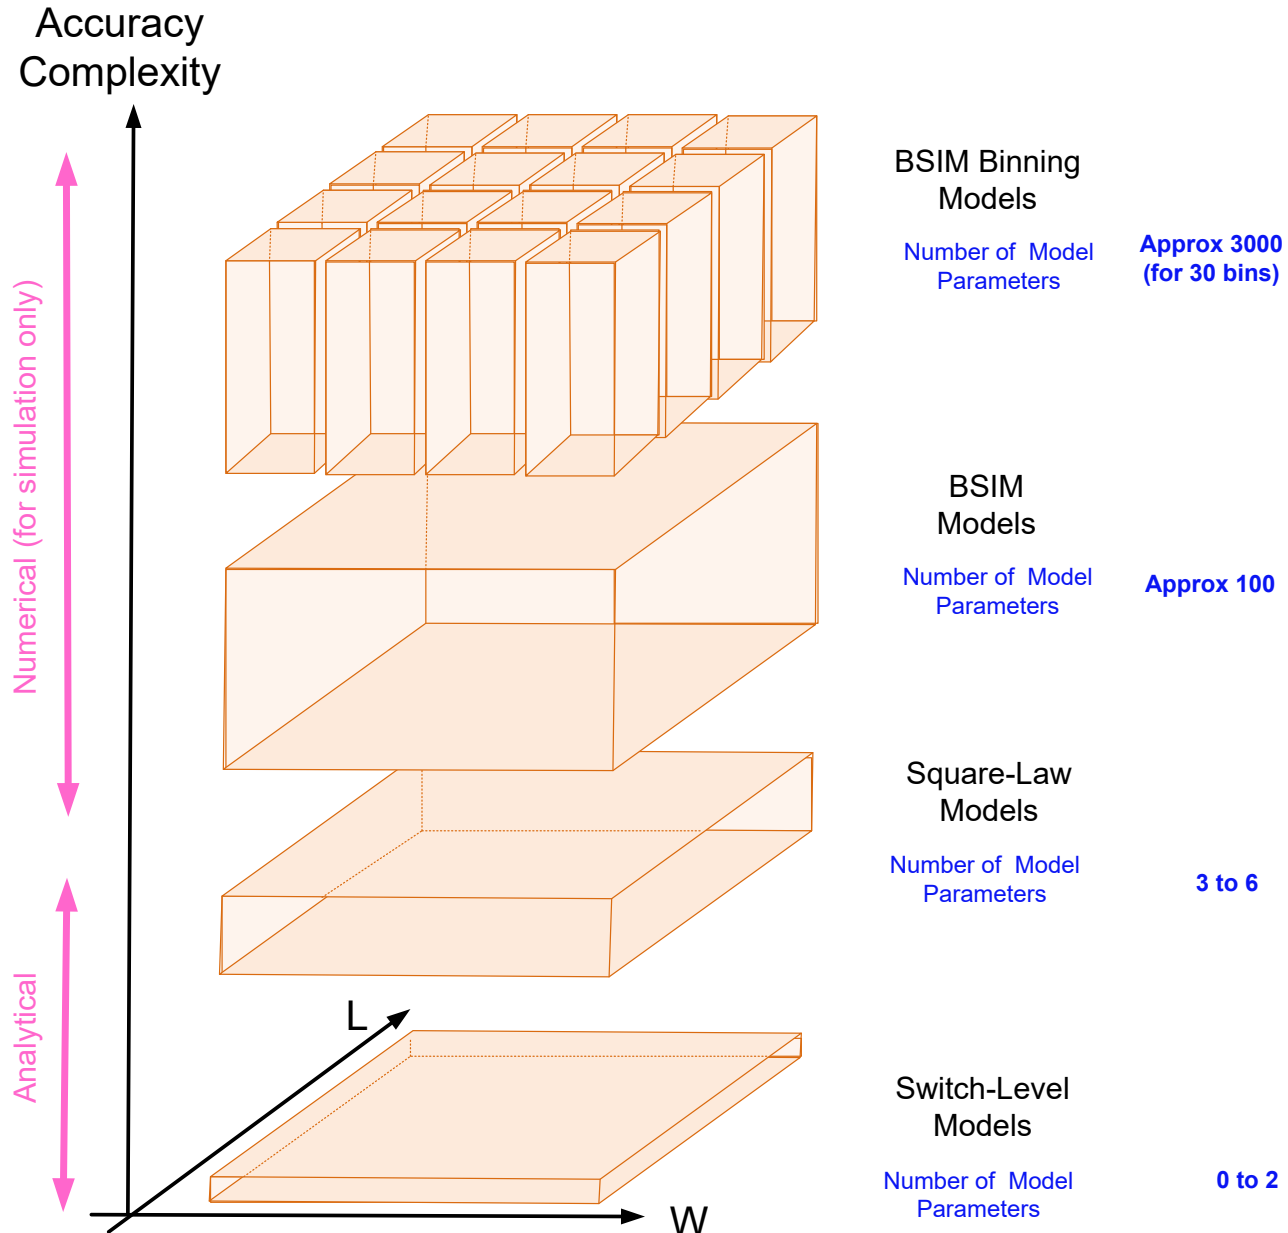 Accuracy
Complexity
BSIM Binning
Models
Number of Model
Parameters
Approx 3000
(for 30 bins)
Numerical (for simulation only)
BSIM
Models
Number of Model
Parameters
Approx 100
Square-Law
Models
Number of Model
Parameters
3 to 6
Analytical
L
Switch-Level
Models
Number of Model
Parameters
0 to 2
W